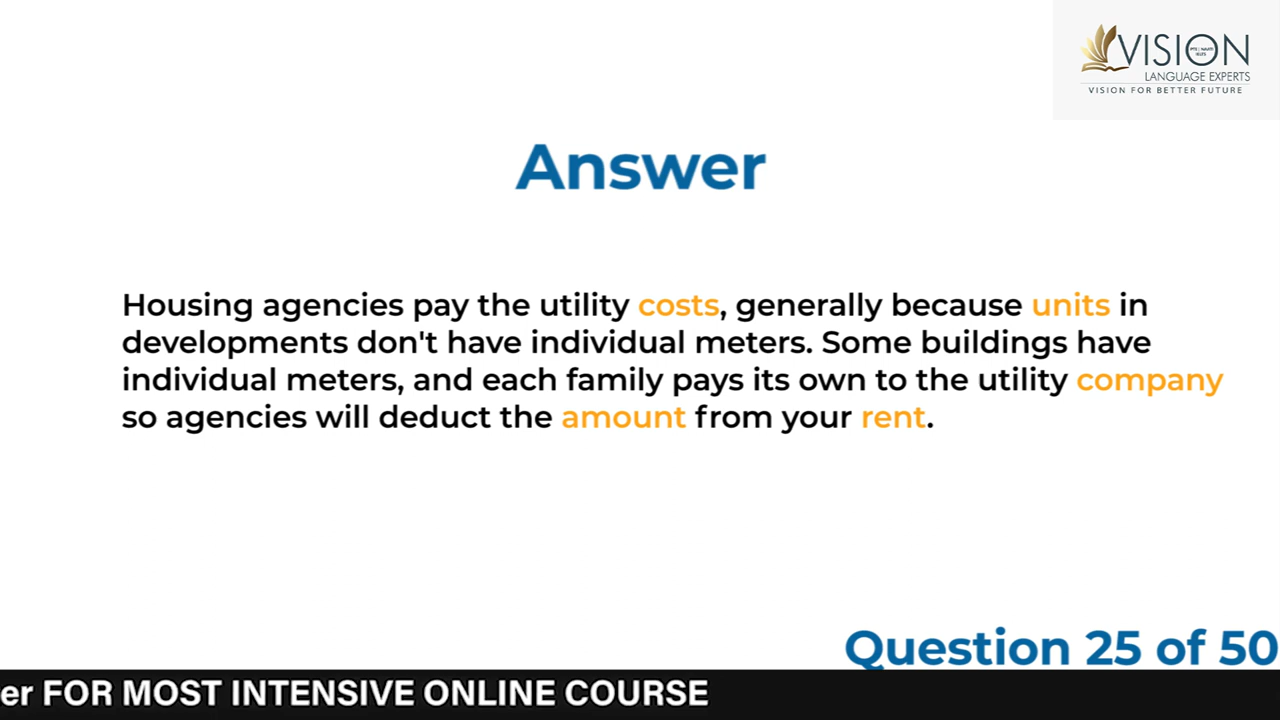 VISION
LANGUAGE EXPERTS
VISION FOR BETTER FUTURE
Answer
Housing agencies pay the utility costs, generally because units in
developments don't have individual meters. Some buildings have
individual meters, and each family pays its own to the utility company
so agencies will deduct the amount from your rent.
Question 25 of 50
er FOR MOST INTENSIVE ONLINE COURSE